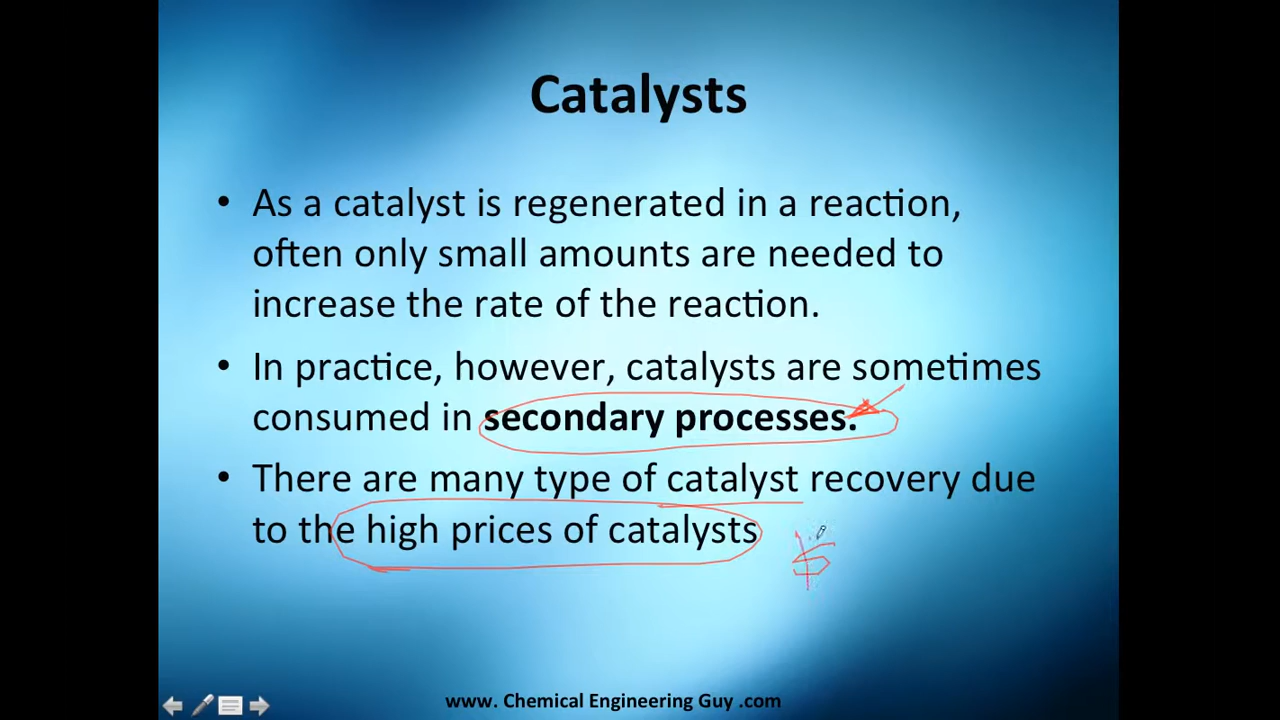 Catalysts
• As a catalyst is regenerated in a reaction,
often only small amounts are needed to
increase the rate of the reaction.
• In practice, however, catalysts are sometimes
consumed in secondary processes.
• There are many type of catalyst recovery due
to the high prices of catalysts
$
www. Chemical Engineering Guy .com